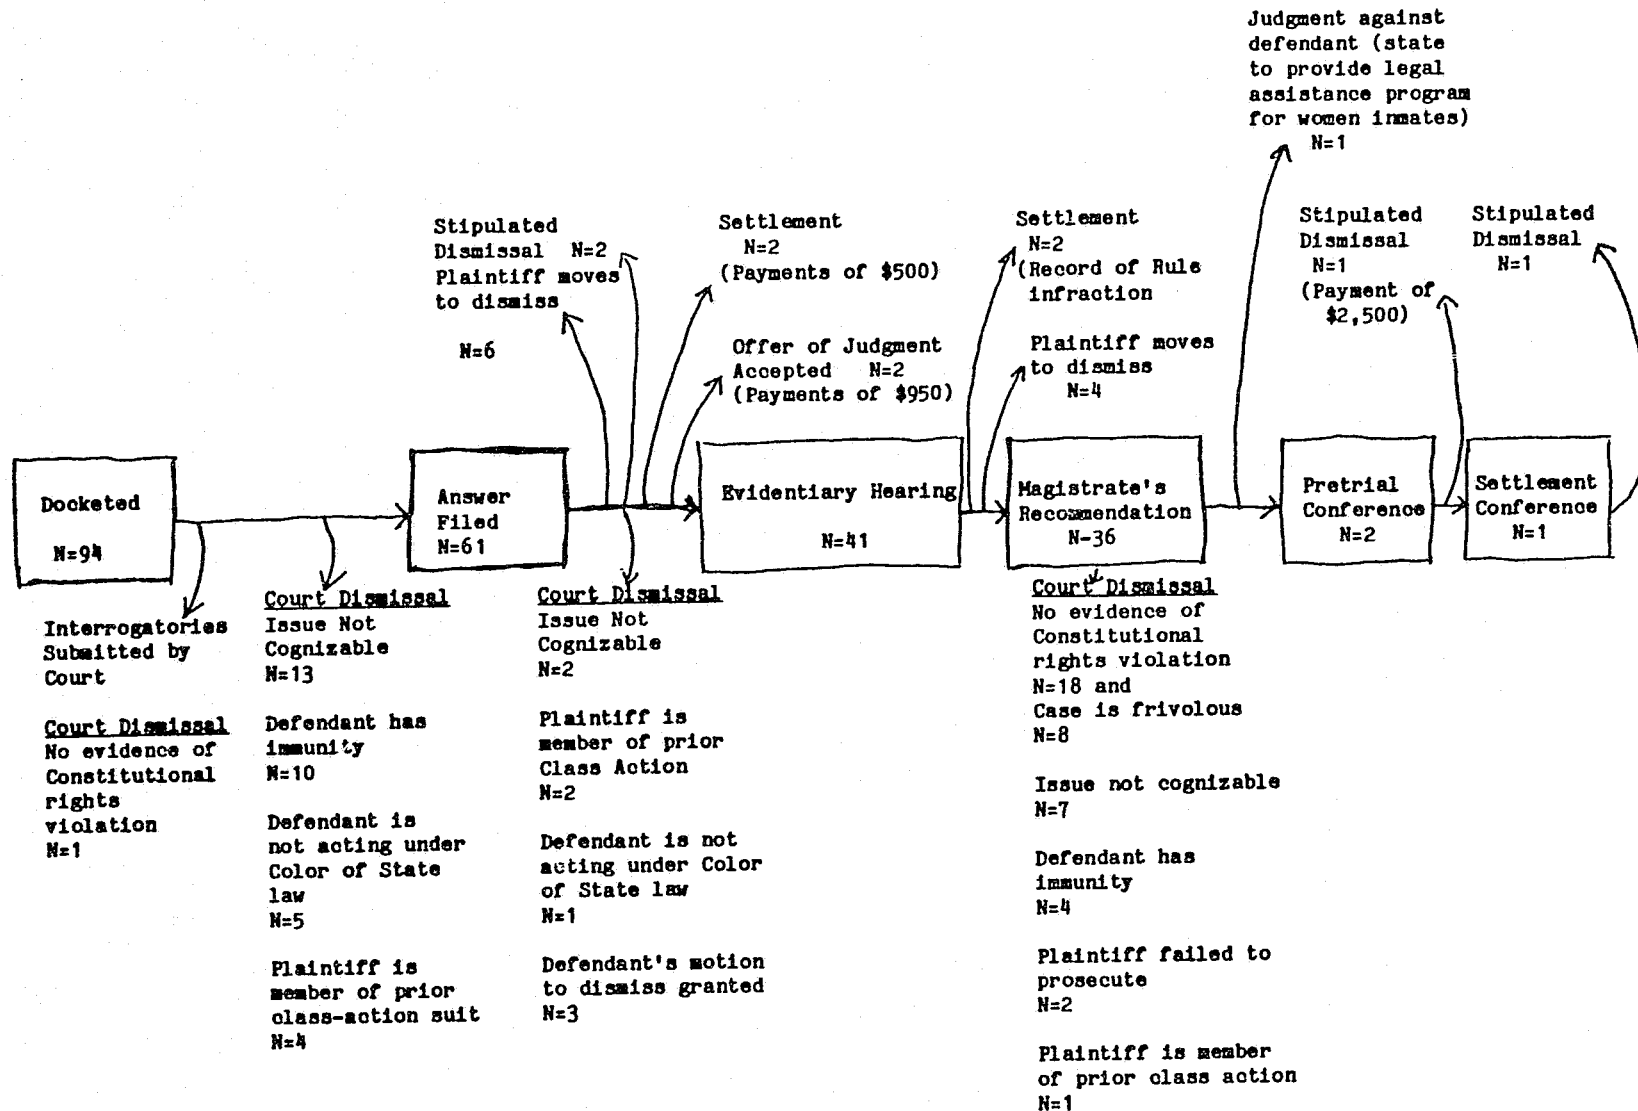 Judgment against
defendant (state
to provide legal
assistance program
for women inmates)
N=1
Stipulated
Dismissal N=2
Plaintiff moves
to dismiss
N=6
Settlement
N=2
(Payments of $500)
Offer of Judgment
Accepted N=2
(Payments of $950)
Settlement
N=2
(Record of Rule
infraction
Plaintiff moves
to dismiss
N=4
Stipulated
Dismissal
N=1
(Payment of
$2,500)
Stipulated
Dismissal
N=1
Docketed
N=94
Answer
Filed
N=61
Evidentiary Hearing
N=41
Magistrate's
Recommendation
N-36
Pretrial
Conference
N=2
Settlement
Conference
N=1
Interrogatories
Submitted by
Court
Court Dismissal
No evidence of
Constitutional
rights
violation
N=1
Court Dismissal
Issue Not
Cognizable
N=13
Defendant has
immunity
N=10
Defendant is
not acting under
Color of State
law
N=5
Plaintiff is
member of prior
class-action suit
N=4
Court Dismissal
Issue Not
Cognizable
N=2
Plaintiff is
member of prior
Class Action
N=2
Defendant is not
acting under Color
of State law
N=1
Defendant's motion
to dismiss granted
N=3
Court Dismissal
No evidence of
Constitutional
rights violation
N=18 and
Case is frivolous
N=8
Issue not cognizable
N=7
Defendant has
immunity
N=4
Plaintiff failed to
prosecute
N=2
Plaintiff is member
of prior class action
N=1